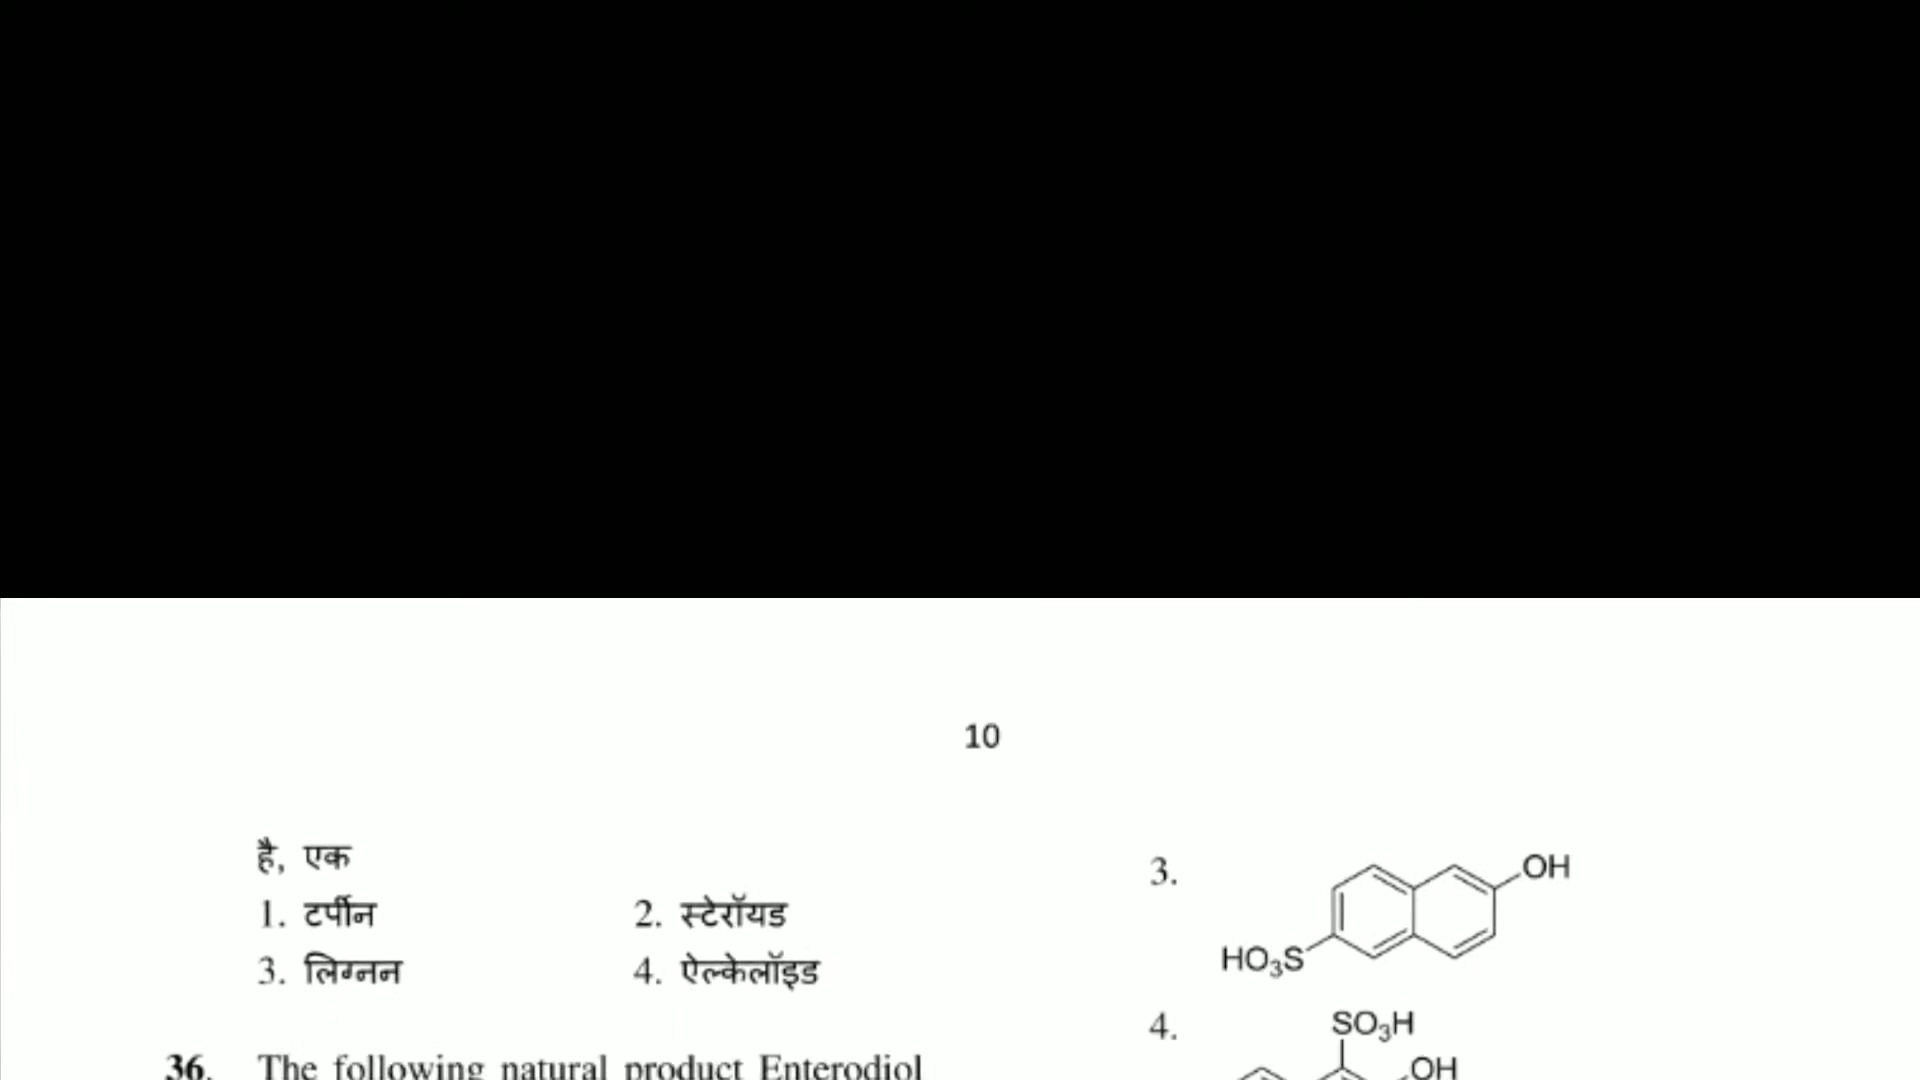 10
है, एक
1. टर्पीन 2. स्टेरॉयड
3. लिग्नन 4. ऐल्केलॉइड
36. The following natural product Enterodiol
3.
OH
HO3S
4.
SO3H
OH